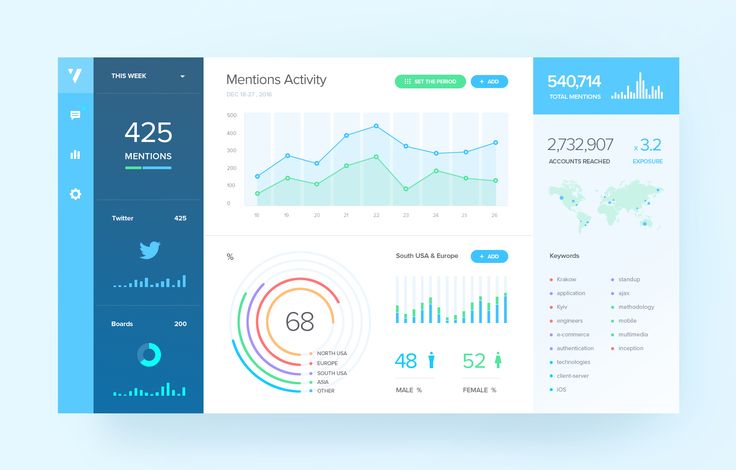 THIS WEEK
425
MENTIONS
Twitter 425
Boards 200
Mentions Activity
DEC 18-27, 2016
SET THE PERIOD
+ ADD
500
400
300
200
100
0
18 19 20 21 22 23 24 25 26
%
68
NORTH USA
EUROPE
SOUTH USA
ASIA
OTHER
South USA & Europe
+ ADD
48 52
MALE % FEMALE %
540,714
TOTAL MENTIONS
2,732,907 x 3.2
ACCOUNTS REACHED EXPOSURE
Keywords
Krakow
application
Kyiv
engineers
e-commerce
authentication
technologies
client-server
iOS
standup
ajax
methodology
mobile
multimedia
inception